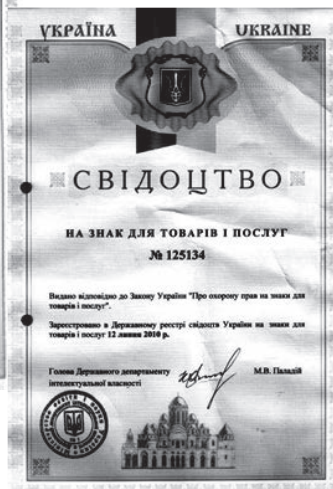 УКРАЇНА UKRAINE
СВІДОЦТВО
НА ЗНАК ДЛЯ ТОВАРІВ І ПОСЛУГ
№ 125134
Видано відповідно до Закону України "Про охорону прав на знаки для
товарів і послуг".
Зареєстровано в Державному реєстрі свідоцтв України на знаки для
товарів і послуг 12 липня 2010 р.
Голова Державного департаменту
інтелектуальної власності
М.В. Паладій